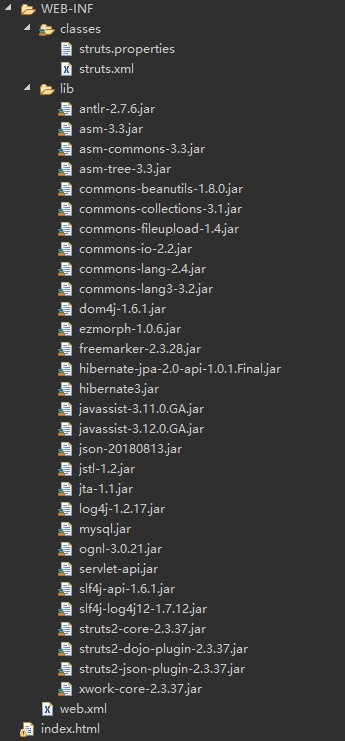 WEB-INF
classes
struts.properties
struts.xml
lib
antlr-2.7.6.jar
asm-3.3.jar
asm-commons-3.3.jar
asm-tree-3.3.jar
commons-beanutils-1.8.0.jar
commons-collections-3.1.jar
commons-fileupload-1.4.jar
commons-io-2.2.jar
commons-lang-2.4.jar
commons-lang3-3.2.jar
dom4j-1.6.1.jar
ezmorph-1.0.6.jar
freemarker-2.3.28.jar
hibernate-jpa-2.0-api-1.0.1.Final.jar
hibernate3.jar
javassist-3.11.0.GA.jar
javassist-3.12.0.GA.jar
json-20180813.jar
jstl-1.2.jar
jta-1.1.jar
log4j-1.2.17.jar
mysql.jar
ognl-3.0.21.jar
servlet-api.jar
slf4j-api-1.6.1.jar
slf4j-log4j12-1.7.12.jar
struts2-core-2.3.37.jar
struts2-dojo-plugin-2.3.37.jar
struts2-json-plugin-2.3.37.jar
xwork-core-2.3.37.jar
web.xml
index.html